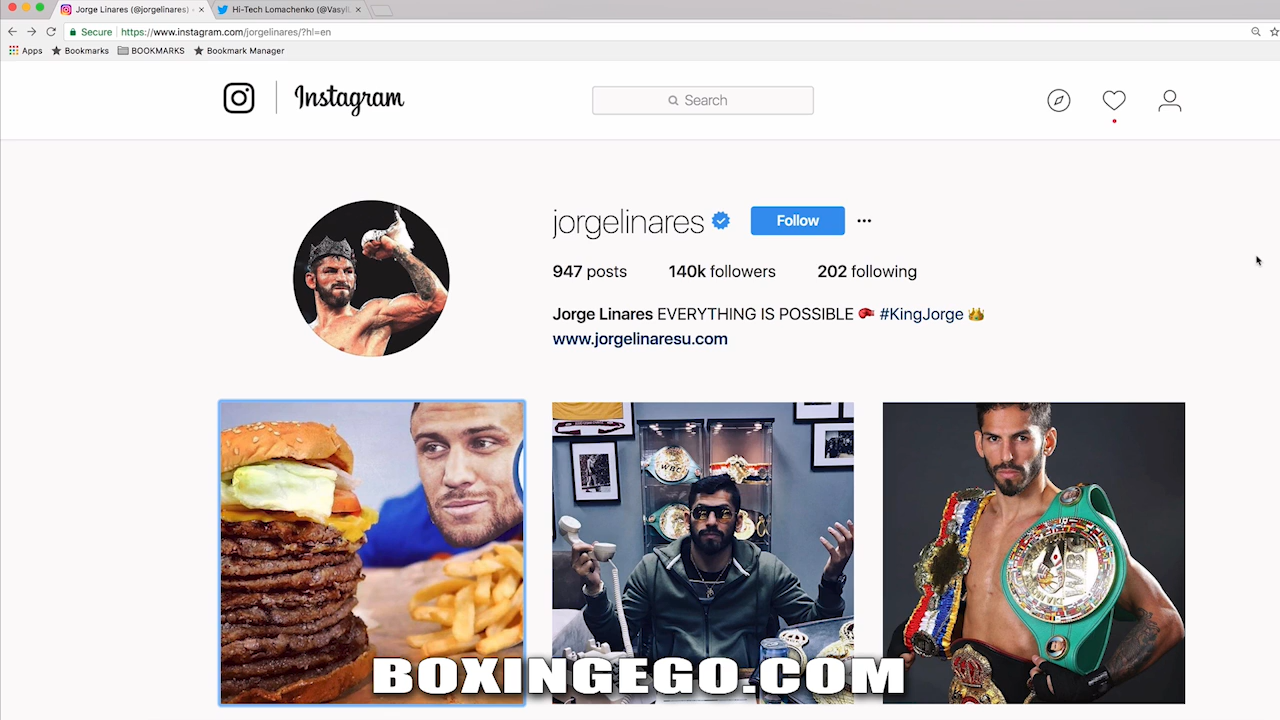 Jorge Linares (@jorgelinares)
Hi-Tech Lomachenko (@Vasyl
Secure https://www.instagram.com/jorgelinares/?hl=en
Apps Bookmarks BOOKMARKS Bookmark Manager
Instagram
Search
jorgelinares Follow
947 posts 140k followers 202 following
Jorge Linares EVERYTHING IS POSSIBLE 🥊 #KingJorge 👑
www.jorgelinaresu.com
WBC
WBC
BOXINGEGO.COM